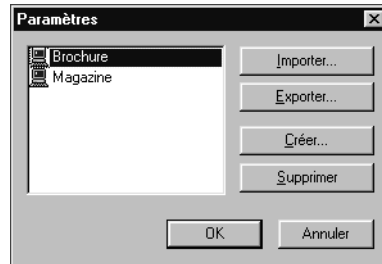 Paramètres
Brochure
Magazine
Importer...
Exporter...
Créer...
Supprimer
OK
Annuler